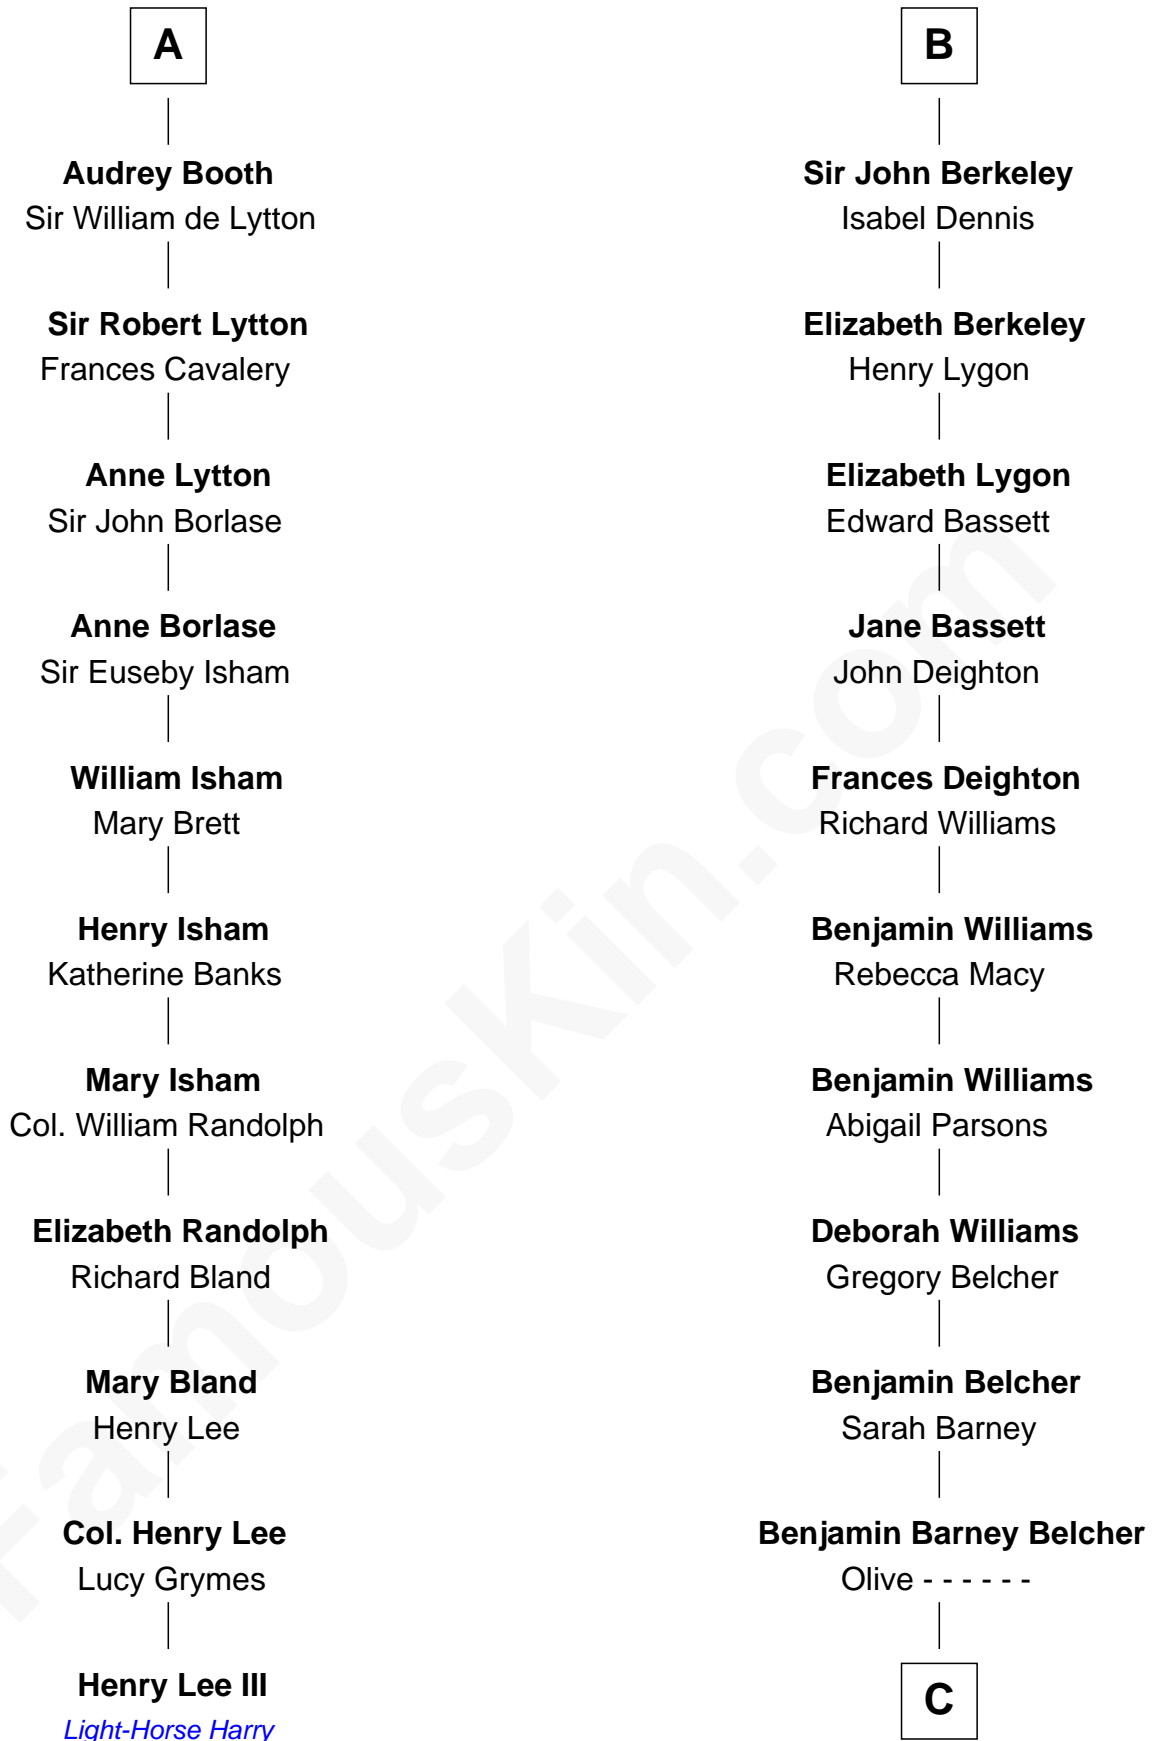 A
Audrey Booth
Sir William de Lytton
Sir Robert Lytton
Frances Cavalery
Anne Lytton
Sir John Borlase
Anne Borlase
Sir Euseby Isham
William Isham
Mary Brett
Henry Isham
Katherine Banks
Mary Isham
Col. William Randolph
Elizabeth Randolph
Richard Bland
Mary Bland
Henry Lee
Col. Henry Lee
Lucy Grymes
Henry Lee III
Light-Horse Harry
B
Sir John Berkeley
Isabel Dennis
Elizabeth Berkeley
Henry Lygon
Elizabeth Lygon
Edward Bassett
Jane Bassett
John Deighton
Frances Deighton
Richard Williams
Benjamin Williams
Rebecca Macy
Benjamin Williams
Abigail Parsons
Deborah Williams
Gregory Belcher
Benjamin Belcher
Sarah Barney
Benjamin Barney Belcher
Olive - - - - - -
C
FamousKin.com